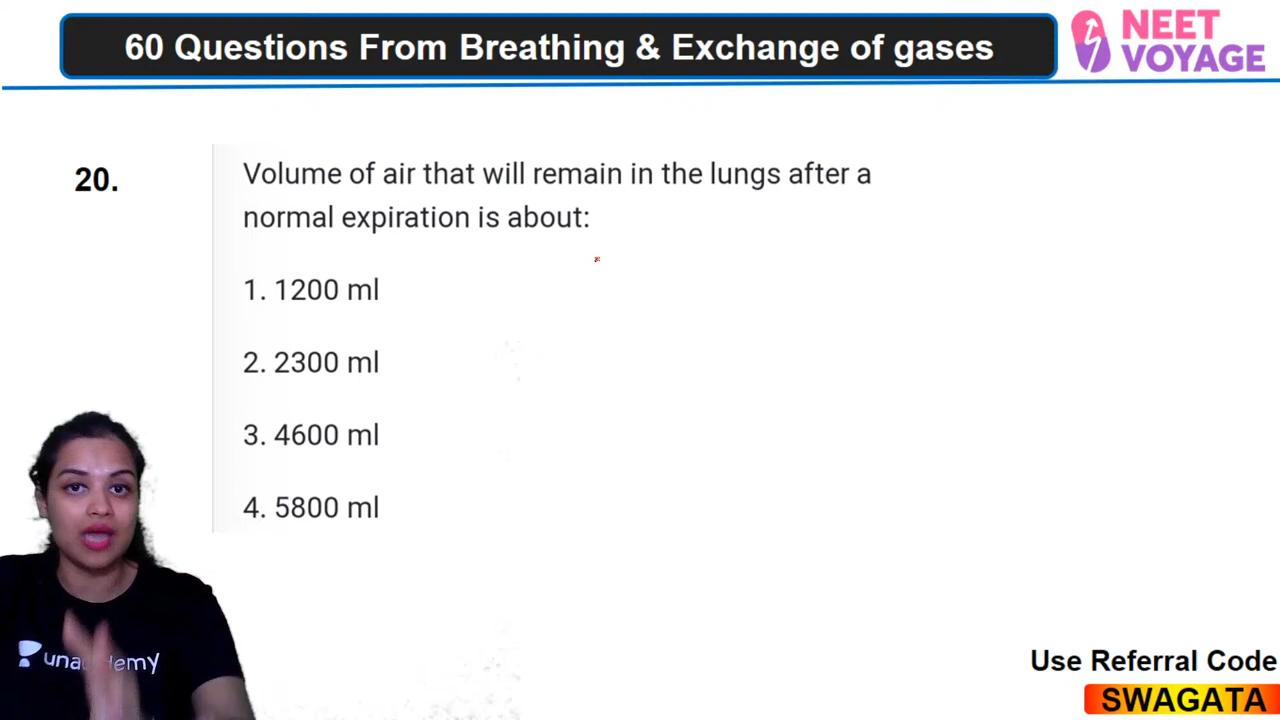 60 Questions From Breathing & Exchange of gases
NEET
VOYAGE
20.
Volume of air that will remain in the lungs after a
normal expiration is about:
1. 1200 ml
2. 2300 ml
3. 4600 ml
4. 5800 ml
unacademy
Use Referral Code
SWAGATA